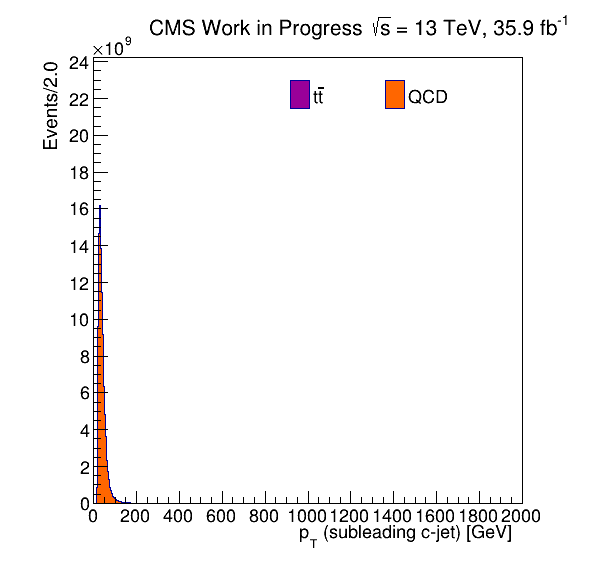 CMS Work in Progress √s = 13 TeV, 35.9 fb⁻¹
×10⁹
Events/2.0
24
22
20
18
16
14
12
10
8
6
4
2
0
tt̄
QCD
0 200 400 600 800 1000 1200 1400 1600 1800 2000
p_T (subleading c-jet) [GeV]